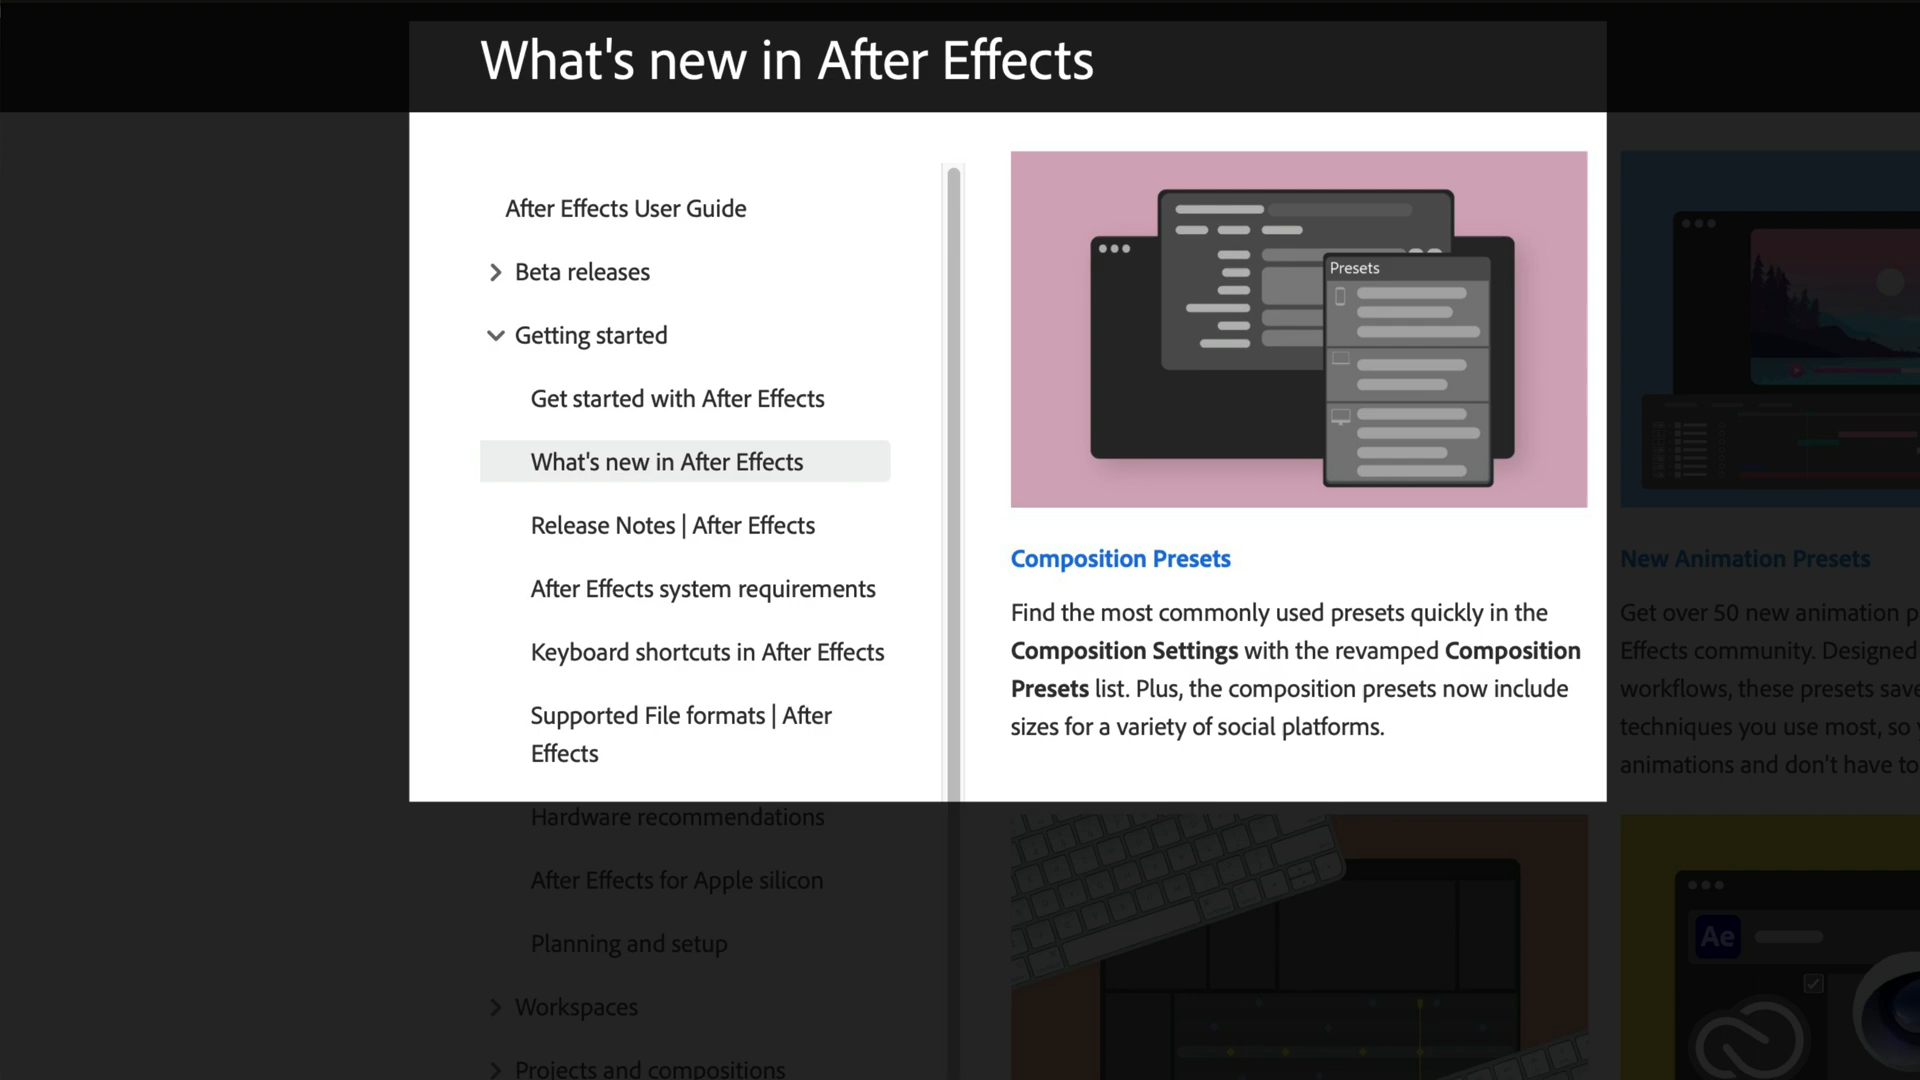 What's new in After Effects
After Effects User Guide
Beta releases
Getting started
Get started with After Effects
What's new in After Effects
Release Notes | After Effects
After Effects system requirements
Keyboard shortcuts in After Effects
Supported File formats | After
Effects
Hardware recommendations
After Effects for Apple silicon
Planning and setup
Workspaces
Projects and compositions
Presets
Composition Presets
Find the most commonly used presets quickly in the
Composition Settings with the revamped Composition
Presets list. Plus, the composition presets now include
sizes for a variety of social platforms.
New Animation Presets
Get over 50 new animation p
Effects community. Designed
workflows, these presets save
techniques you use most, so
animations and don't have to
Ae